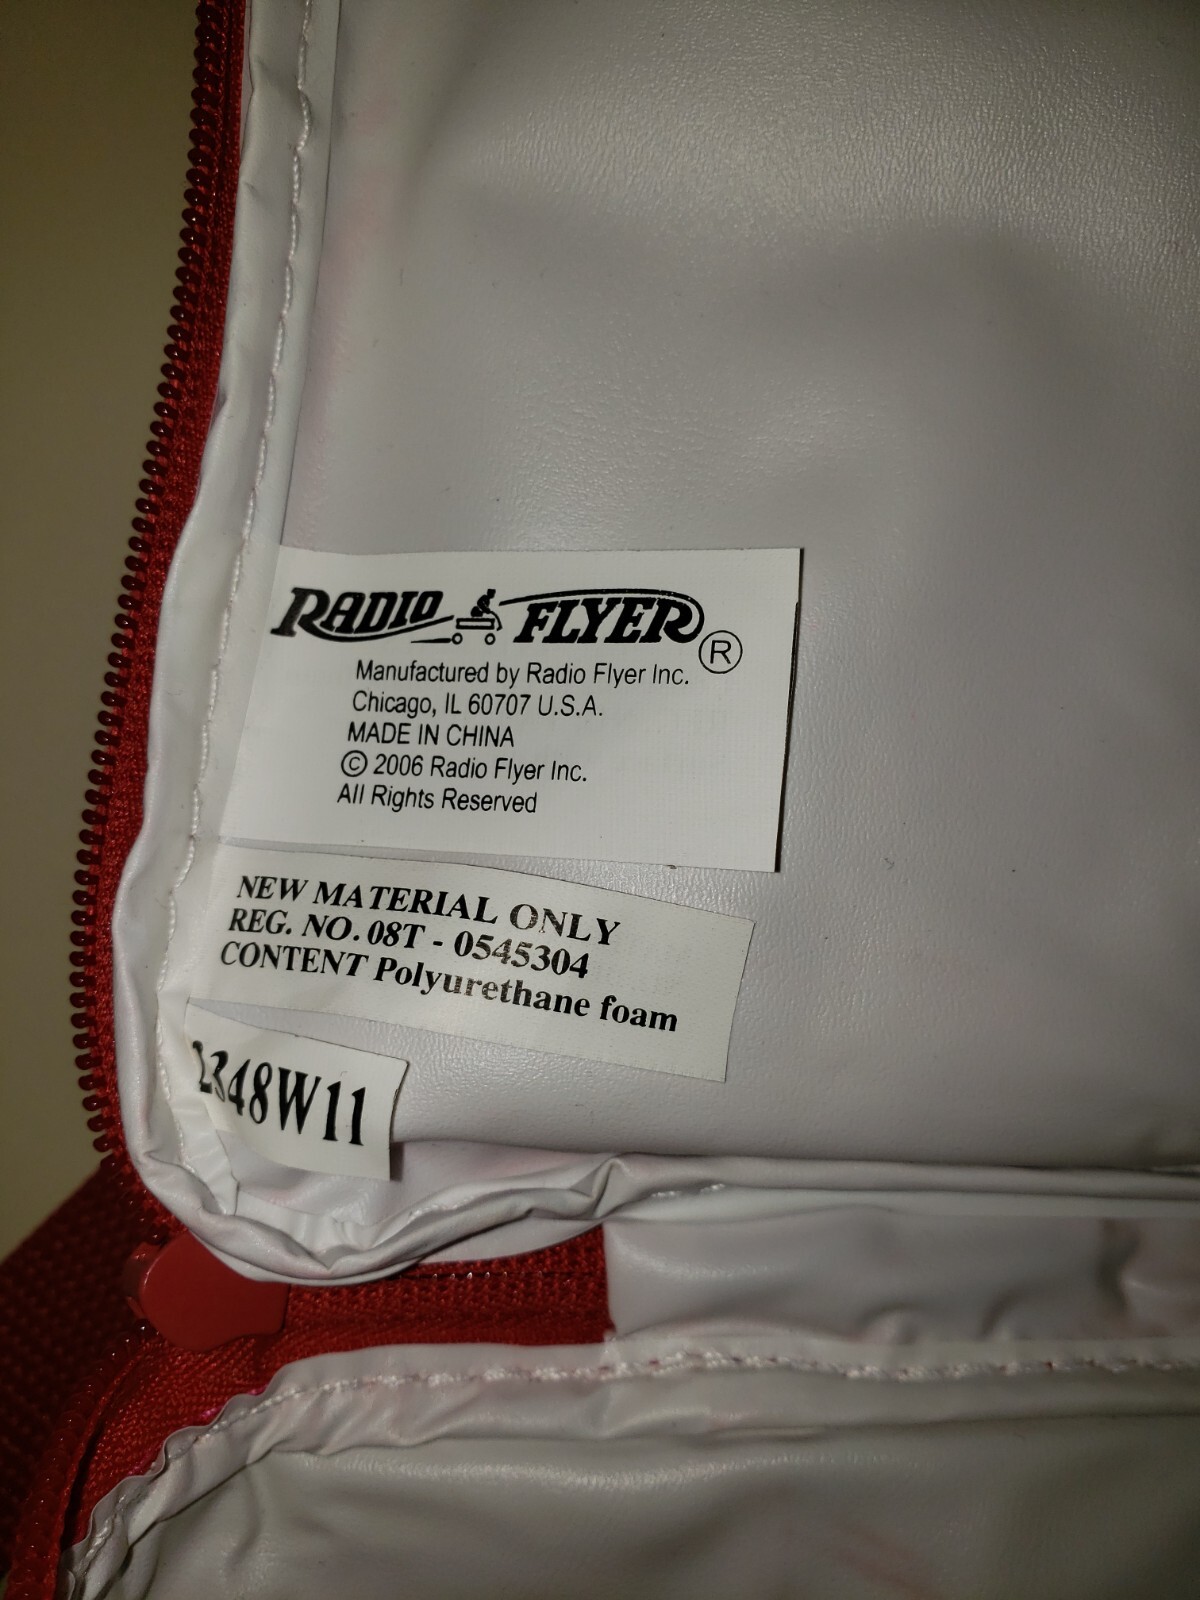 RADIO FLYER ®
Manufactured by Radio Flyer Inc.
Chicago, IL 60707 U.S.A.
MADE IN CHINA
© 2006 Radio Flyer Inc.
All Rights Reserved
NEW MATERIAL ONLY
REG. NO. 08T - 0545304
CONTENT Polyurethane foam
2348W11